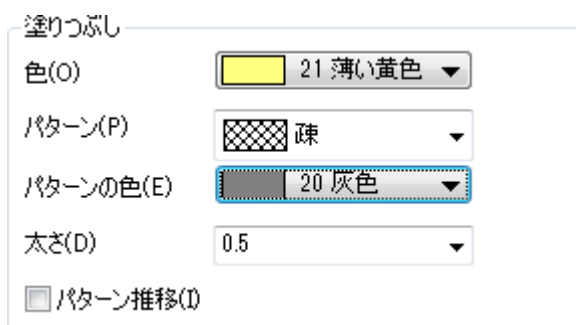 塗りつぶし
色(O) 21 薄い黄色
パターン(P) 疎
パターンの色(E) 20 灰色
太さ(D) 0.5
パターン推移(I)